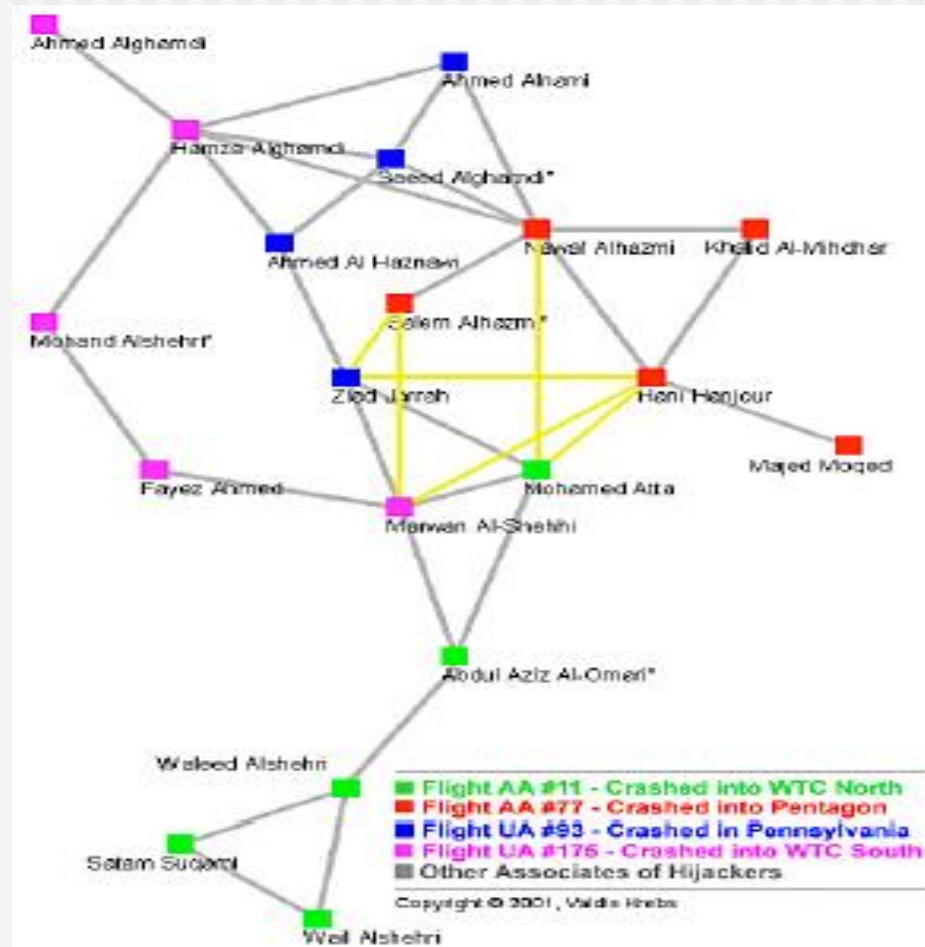 Ahmed Alghamdi
Ahmed Alnami
Hamza Alghamdi
Saeed Alghamdi*
Nawaf Alhazmi
Khalid Al-Mihdhar
Ahmed Al Haznawi
Salem Alhazmi*
Mohand Alshehri*
Ziad Jarrah
Hani Hanjour
Majed Moqed
Fayez Ahmed
Mohamed Atta
Marwan Al-Shehhi
Abdul Aziz Al-Omari*
Waleed Alshehri
Satam Suqami
Wail Alshehri
Flight AA #11 - Crashed into WTC North
Flight AA #77 - Crashed into Pentagon
Flight UA #93 - Crashed in Pennsylvania
Flight UA #175 - Crashed into WTC South
Other Associates of Hijackers
Copyright © 2001, Valdis Krebs